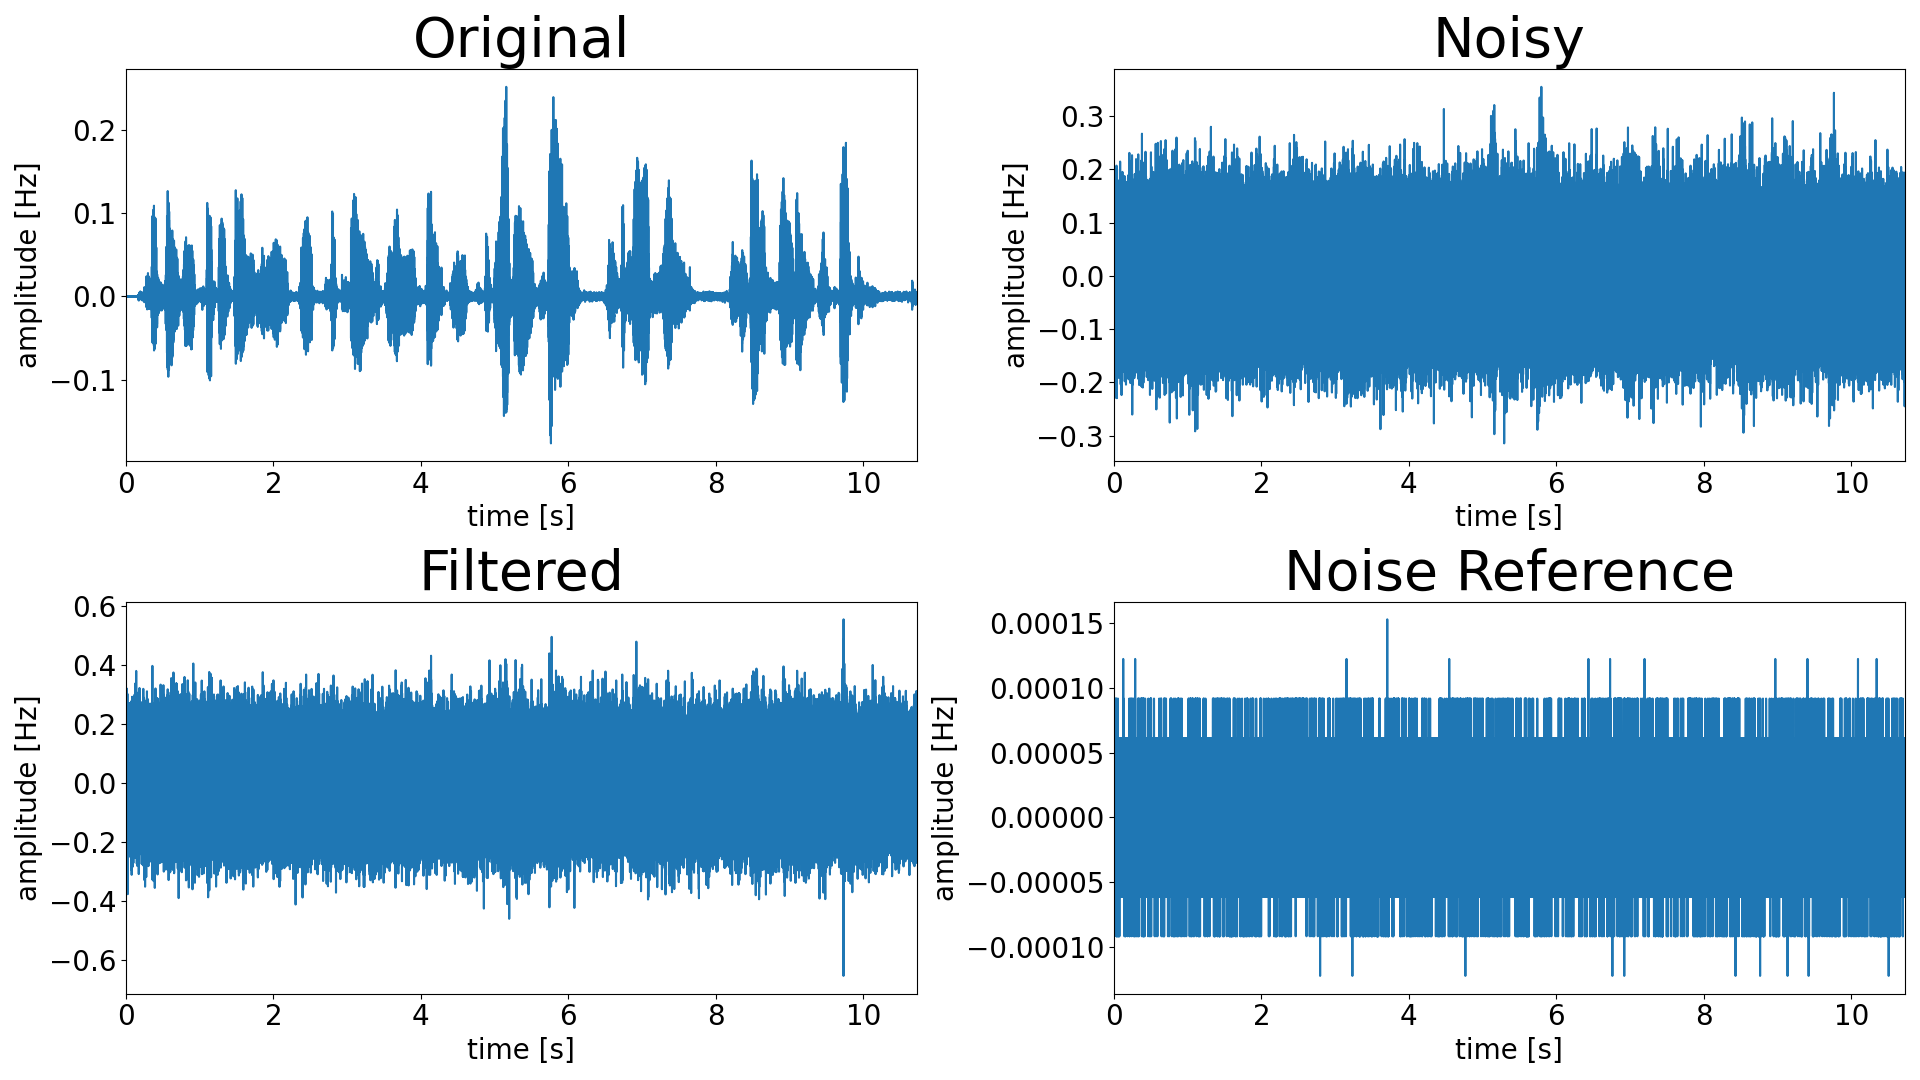 Original
amplitude [Hz]
0.2
0.1
0.0
−0.1
0 2 4 6 8 10
time [s]
Noisy
amplitude [Hz]
0.3
0.2
0.1
0.0
−0.1
−0.2
−0.3
0 2 4 6 8 10
time [s]
Filtered
amplitude [Hz]
0.6
0.4
0.2
0.0
−0.2
−0.4
−0.6
0 2 4 6 8 10
time [s]
Noise Reference
amplitude [Hz]
0.00015
0.00010
0.00005
0.00000
−0.00005
−0.00010
0 2 4 6 8 10
time [s]